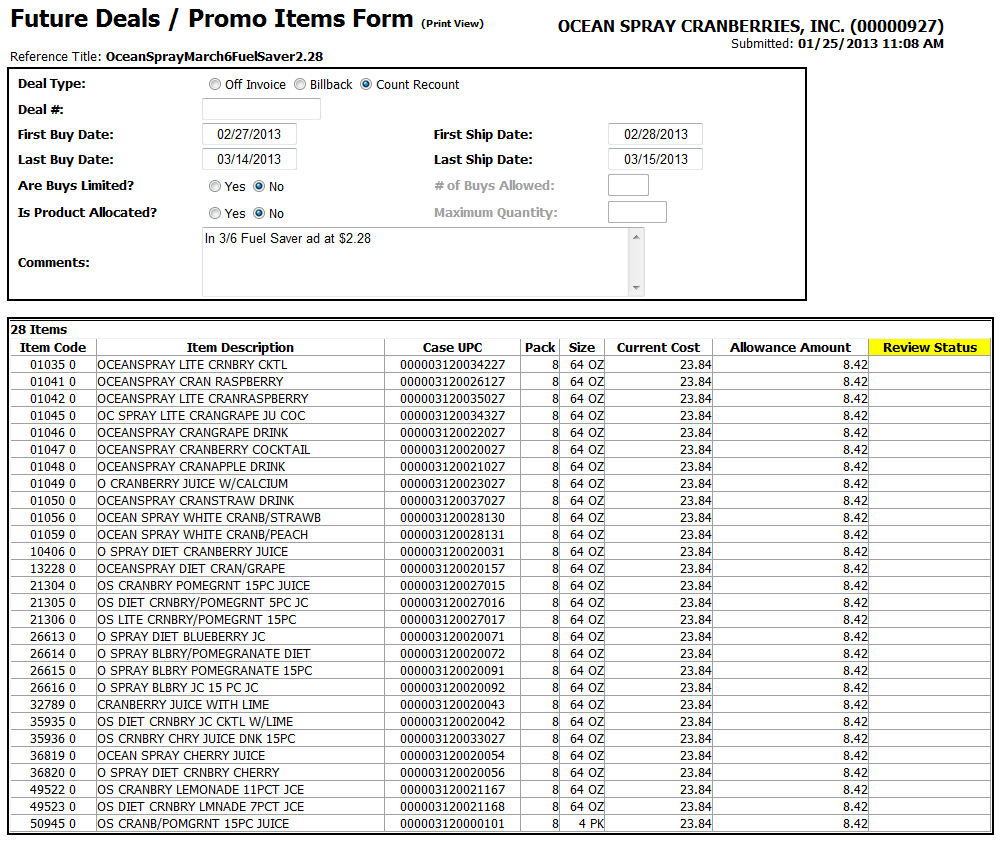 Future Deals / Promo Items Form (Print View)
OCEAN SPRAY CRANBERRIES, INC. (00000927)
Submitted: 01/25/2013 11:08 AM
Reference Title: OceanSprayMarch6FuelSaver2.28
Deal Type: Off Invoice Billback Count Recount
Deal #:
First Buy Date: 02/27/2013 First Ship Date: 02/28/2013
Last Buy Date: 03/14/2013 Last Ship Date: 03/15/2013
Are Buys Limited? Yes No # of Buys Allowed:
Is Product Allocated? Yes No Maximum Quantity:
In 3/6 Fuel Saver ad at $2.28
Comments:
28 Items
Item Code Item Description Case UPC Pack Size Current Cost Allowance Amount Review Status
01035 0 OCEANSPRAY LITE CRNBRY CKTL 000003120034227 8 64 OZ 23.84 8.42
01041 0 OCEANSPRAY CRAN RASPBERRY 000003120026127 8 64 OZ 23.84 8.42
01042 0 OCEANSPRAY LITE CRANRASPBERRY 000003120035027 8 64 OZ 23.84 8.42
01045 0 OC SPRAY LITE CRANGRAPE JU COC 000003120034327 8 64 OZ 23.84 8.42
01046 0 OCEANSPRAY CRANGRAPE DRINK 000003120022027 8 64 OZ 23.84 8.42
01047 0 OCEANSPRAY CRANBERRY COCKTAIL 000003120020027 8 64 OZ 23.84 8.42
01048 0 OCEANSPRAY CRANAPPLE DRINK 000003120021027 8 64 OZ 23.84 8.42
01049 0 O CRANBERRY JUICE W/CALCIUM 000003120023027 8 64 OZ 23.84 8.42
01050 0 OCEANSPRAY CRANSTRAW DRINK 000003120037027 8 64 OZ 23.84 8.42
01056 0 OCEAN SPRAY WHITE CRANB/STRAWB 000003120028130 8 64 OZ 23.84 8.42
01059 0 OCEAN SPRAY WHITE CRANB/PEACH 000003120028131 8 64 OZ 23.84 8.42
10406 0 O SPRAY DIET CRANBERRY JUICE 000003120020031 8 64 OZ 23.84 8.42
13228 0 OCEANSPRAY DIET CRAN/GRAPE 000003120020157 8 64 OZ 23.84 8.42
21304 0 OS CRANBRY POMEGRNT 15PC JUICE 000003120027015 8 64 OZ 23.84 8.42
21305 0 OS DIET CRNBRY/POMEGRNT 5PC JC 000003120027016 8 64 OZ 23.84 8.42
21306 0 OS LITE CRNBRY/POMEGRNT 15PC 000003120027017 8 64 OZ 23.84 8.42
26613 0 O SPRAY DIET BLUEBERRY JC 000003120020071 8 64 OZ 23.84 8.42
26614 0 O SPRAY BLBRY/POMEGRANATE DIET 000003120020072 8 64 OZ 23.84 8.42
26615 0 O SPRAY BLBRY POMEGRANATE 15PC 000003120020091 8 64 OZ 23.84 8.42
26616 0 O SPRAY BLBRY JC 15 PC JC 000003120020092 8 64 OZ 23.84 8.42
32789 0 CRANBERRY JUICE WITH LIME 000003120020043 8 64 OZ 23.84 8.42
35935 0 OS DIET CRNBRY JC CKTL W/LIME 000003120020042 8 64 OZ 23.84 8.42
35936 0 OS CRNBRY CHRY JUICE DNK 15PC 000003120033027 8 64 OZ 23.84 8.42
36819 0 OCEAN SPRAY CHERRY JUICE 000003120020054 8 64 OZ 23.84 8.42
36820 0 O SPRAY DIET CRNBRY CHERRY 000003120020056 8 64 OZ 23.84 8.42
49522 0 OS CRANBRY LEMONADE 11PCT JCE 000003120021167 8 64 OZ 23.84 8.42
49523 0 OS DIET CRNBRY LMNADE 7PCT JCE 000003120021168 8 64 OZ 23.84 8.42
50945 0 OS CRANB/POMGRNT 15PC JUICE 000003120000101 8 4 PK 23.84 8.42